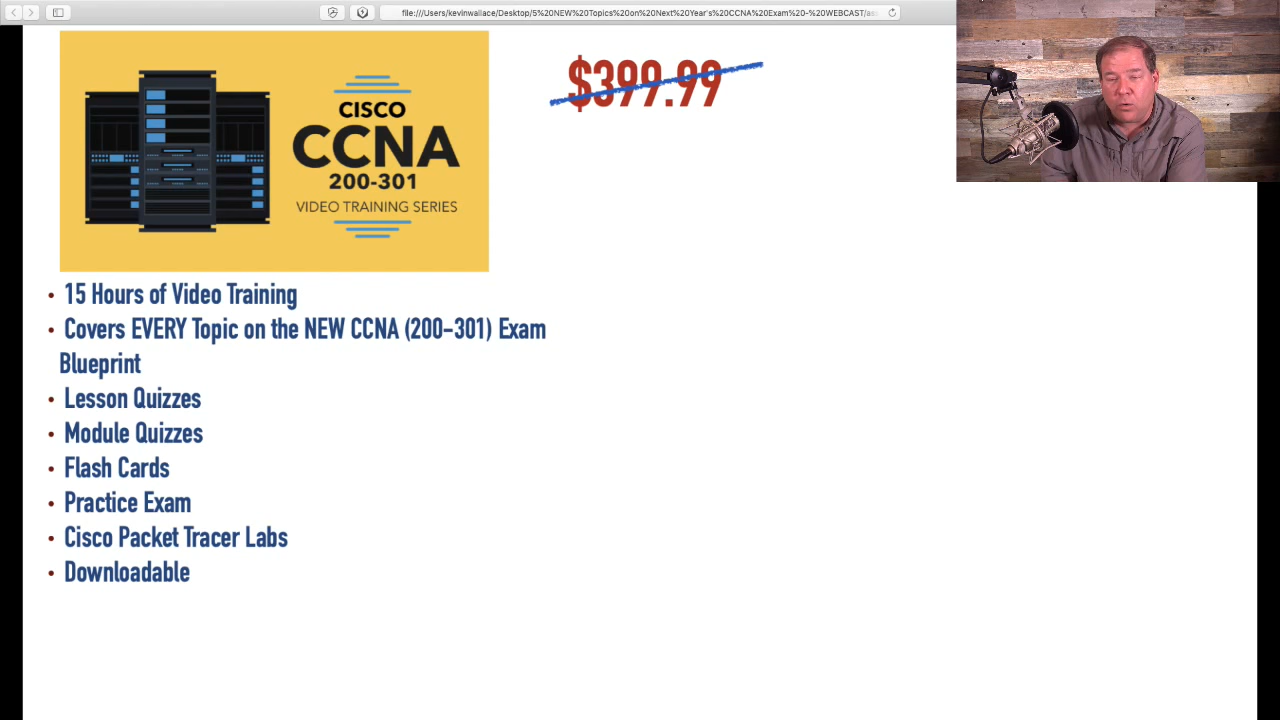 file:///Users/kevinwallace/Desktop/5%20NEW%20Topics%20on%20Next%20Year's%20CCNA%20Exam%20-%20WEBCAST/as
$399.99
CISCO
CCNA
200-301
VIDEO TRAINING SERIES
• 15 Hours of Video Training
• Covers EVERY Topic on the NEW CCNA (200-301) Exam
Blueprint
• Lesson Quizzes
• Module Quizzes
• Flash Cards
• Practice Exam
• Cisco Packet Tracer Labs
• Downloadable